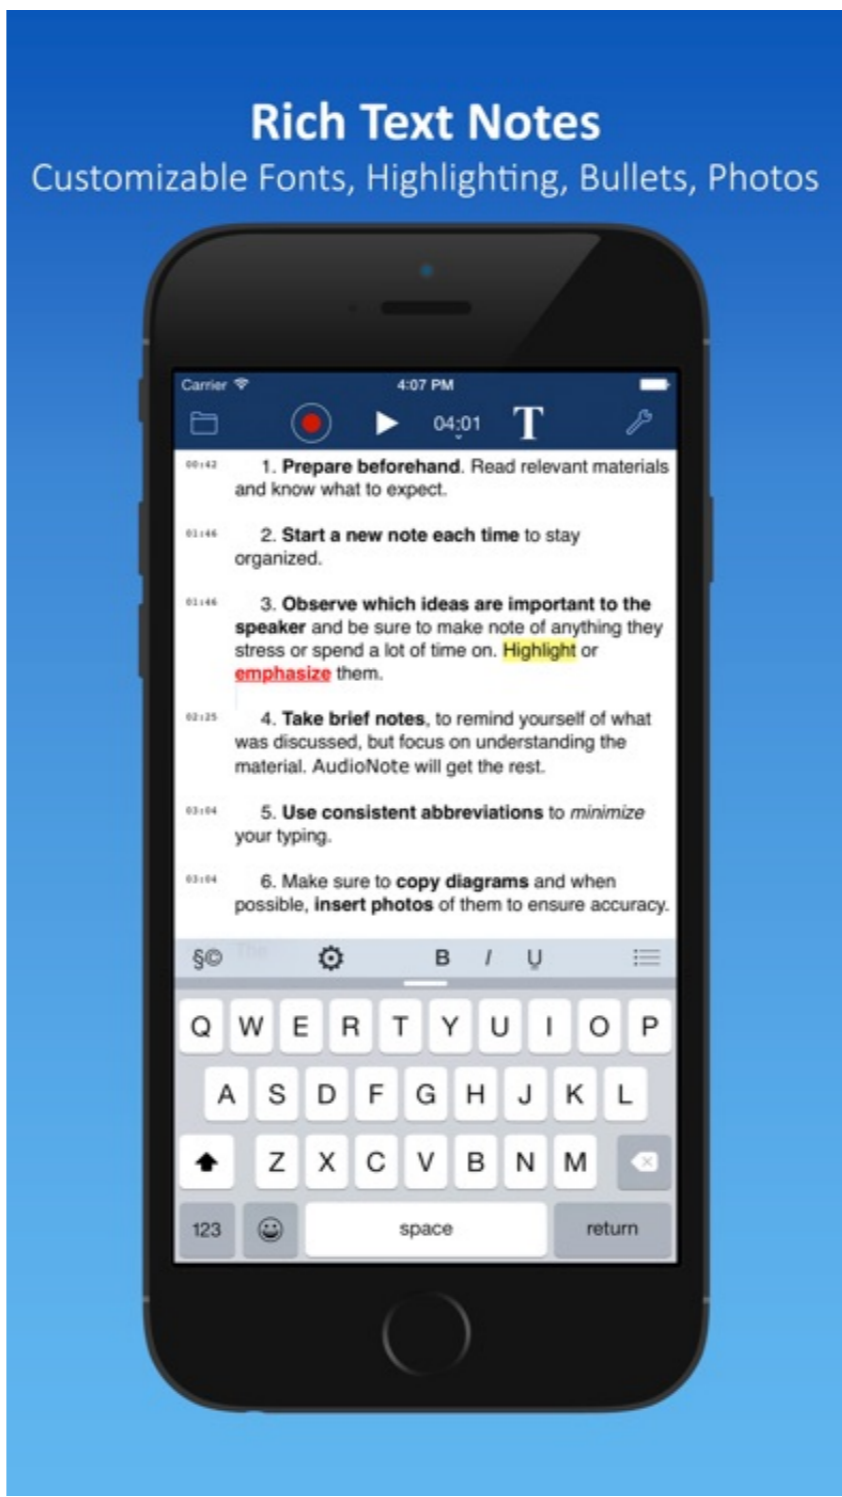 Rich Text Notes
Customizable Fonts, Highlighting, Bullets, Photos
Carrier 4:07 PM
04:01 T
00:42 1. Prepare beforehand. Read relevant materials
and know what to expect.
01:46 2. Start a new note each time to stay
organized.
01:46 3. Observe which ideas are important to the
speaker and be sure to make note of anything they
stress or spend a lot of time on. Highlight or
emphasize them.
02:25 4. Take brief notes, to remind yourself of what
was discussed, but focus on understanding the
material. AudioNote will get the rest.
03:04 5. Use consistent abbreviations to minimize
your typing.
03:04 6. Make sure to copy diagrams and when
possible, insert photos of them to ensure accuracy.
The
§© B I U
Q W E R T Y U I O P
A S D F G H J K L
Z X C V B N M
123 space return